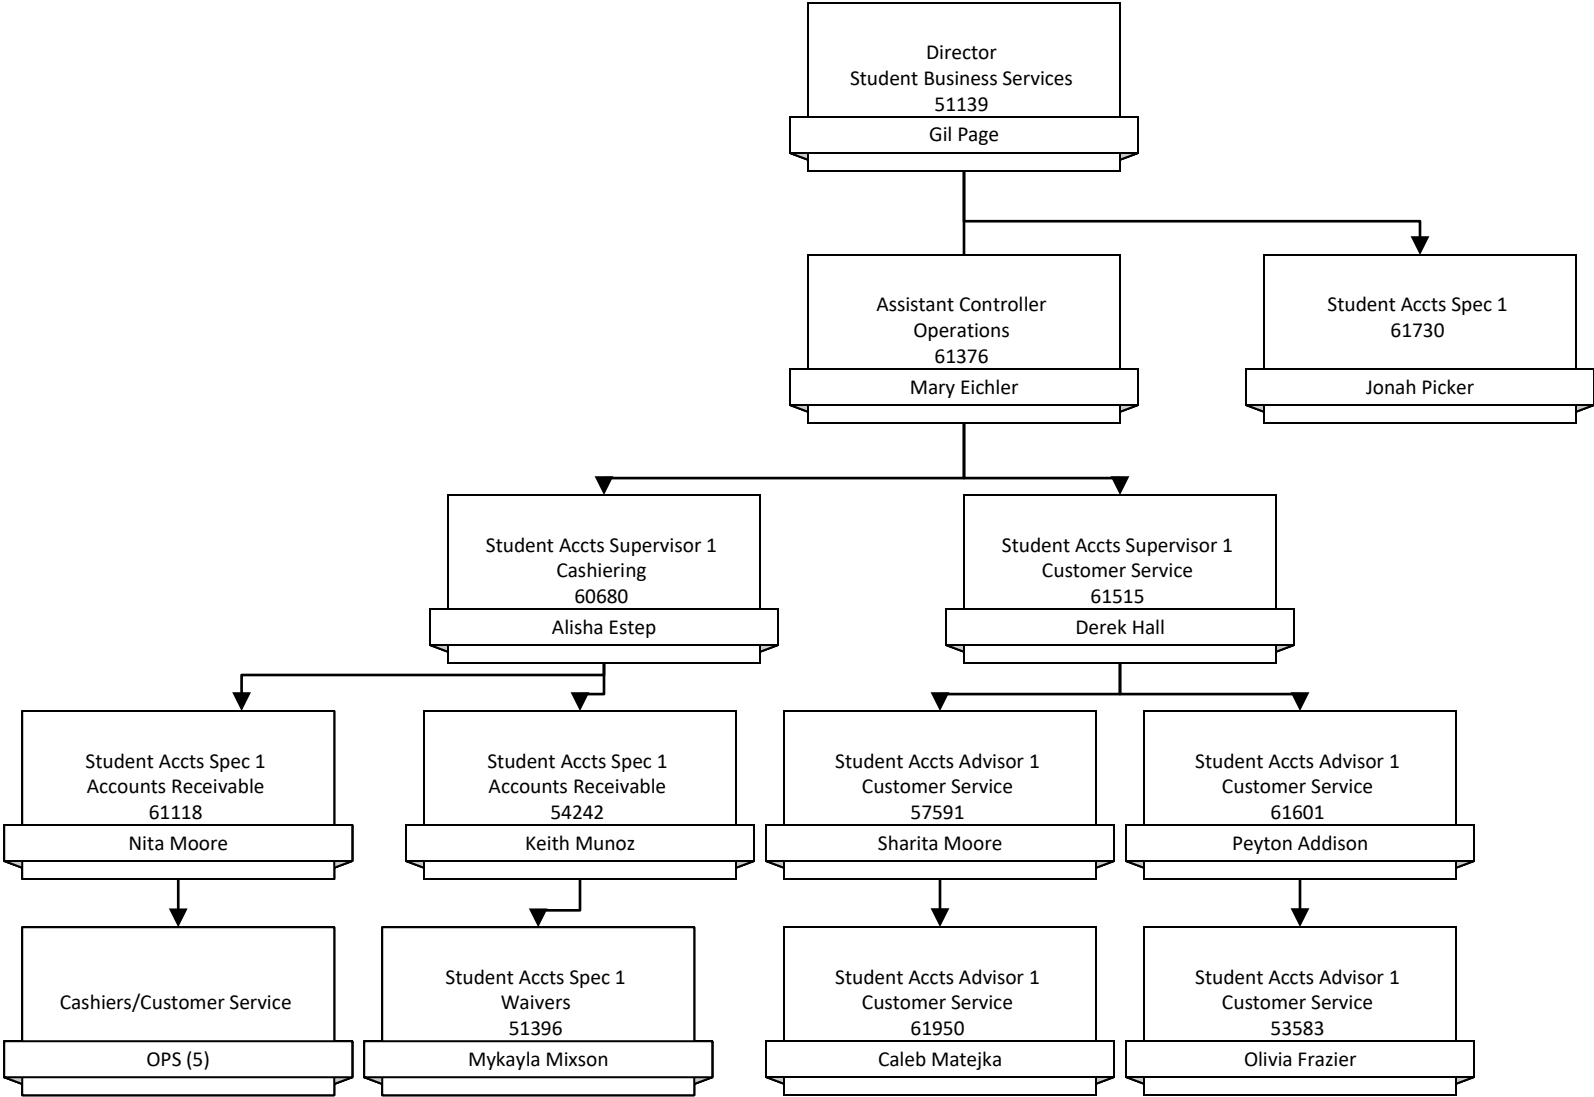 Director
Student Business Services
51139
Gil Page
Assistant Controller
Operations
61376
Mary Eichler
Student Accts Spec 1
61730
Jonah Picker
Student Accts Supervisor 1
Cashiering
60680
Alisha Estep
Student Accts Supervisor 1
Customer Service
61515
Derek Hall
Student Accts Spec 1
Accounts Receivable
61118
Nita Moore
Student Accts Spec 1
Accounts Receivable
54242
Keith Munoz
Student Accts Advisor 1
Customer Service
57591
Sharita Moore
Student Accts Advisor 1
Customer Service
61601
Peyton Addison
Cashiers/Customer Service
OPS (5)
Student Accts Spec 1
Waivers
51396
Mykayla Mixson
Student Accts Advisor 1
Customer Service
61950
Caleb Matejka
Student Accts Advisor 1
Customer Service
53583
Olivia Frazier